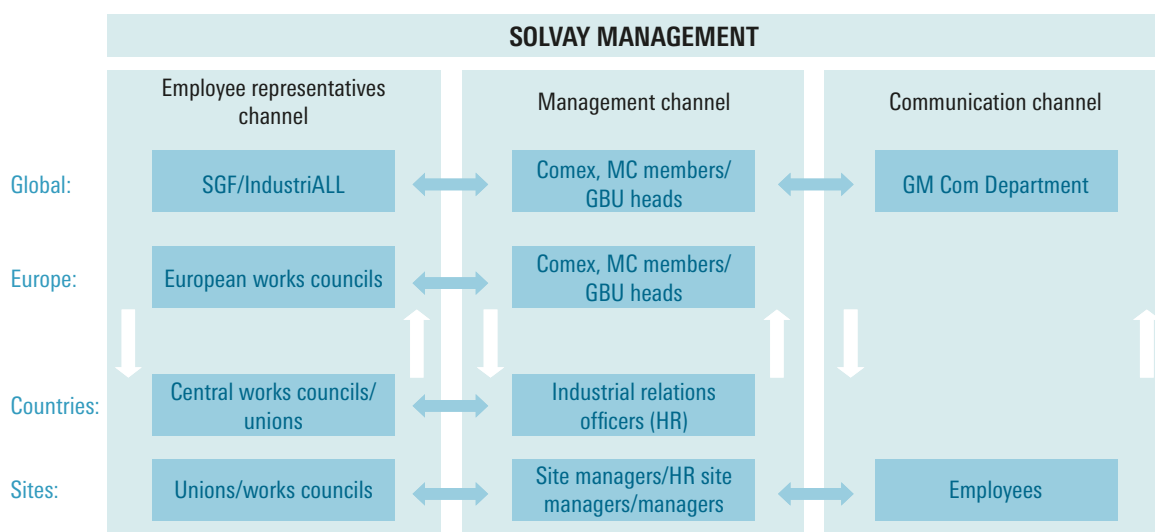 SOLVAY MANAGEMENT
Employee representatives
channel
Management channel
Communication channel
Global:
SGF/IndustriALL
Comex, MC members/
GBU heads
GM Com Department
Europe:
European works councils
Comex, MC members/
GBU heads
Countries:
Central works councils/
unions
Industrial relations
officers (HR)
Sites:
Unions/works councils
Site managers/HR site
managers/managers
Employees